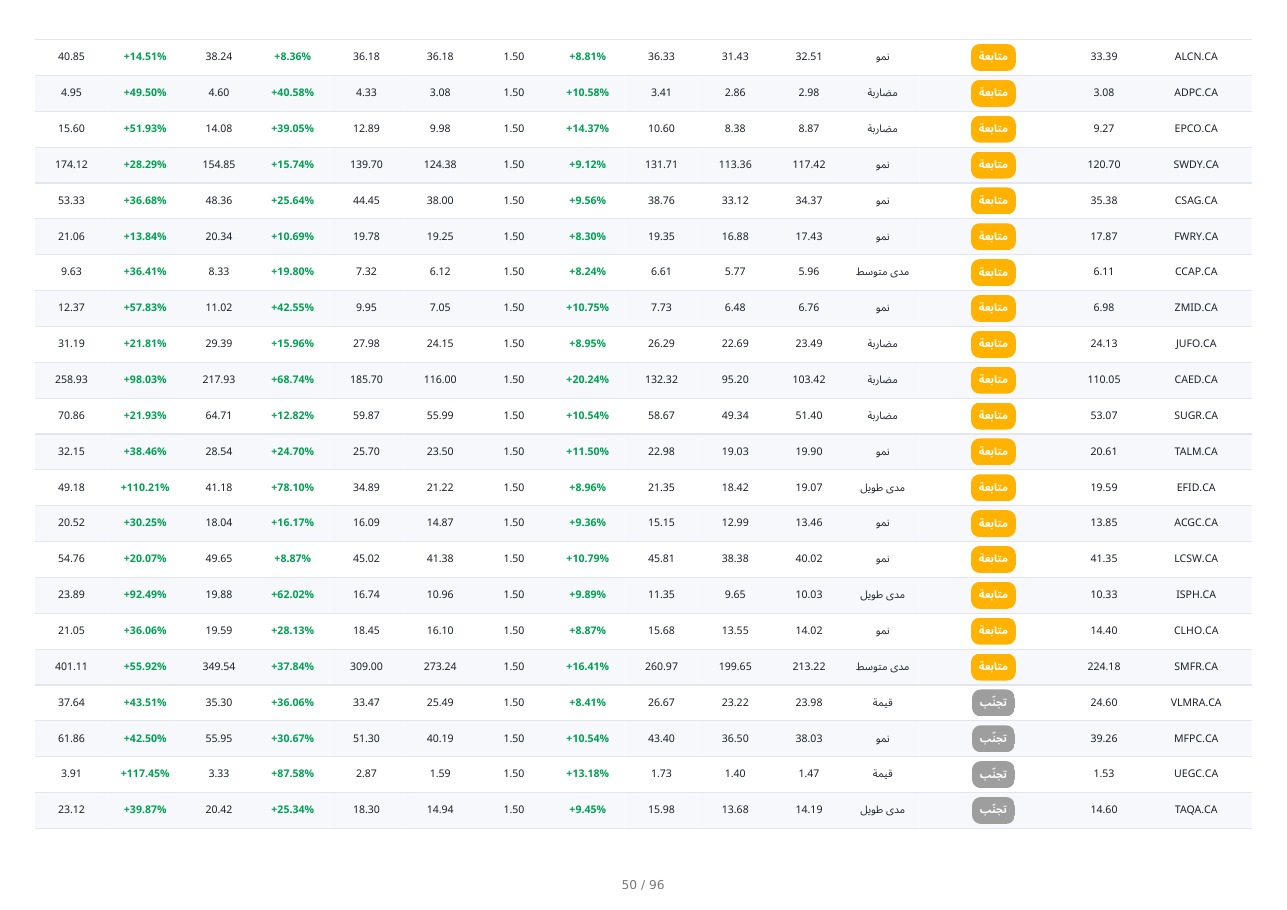 ALCN.CA 33.39 متابعة نمو 32.51 31.43 36.33 +8.81% 1.50 36.18 36.18 +8.36% 38.24 +14.51% 40.85
ADPC.CA 3.08 متابعة مضاربة 2.98 2.86 3.41 +10.58% 1.50 3.08 4.33 +40.58% 4.60 +49.50% 4.95
EPCO.CA 9.27 متابعة مضاربة 8.87 8.38 10.60 +14.37% 1.50 9.98 12.89 +39.05% 14.08 +51.93% 15.60
SWDY.CA 120.70 متابعة نمو 117.42 113.36 131.71 +9.12% 1.50 124.38 139.70 +15.74% 154.85 +28.29% 174.12
CSAG.CA 35.38 متابعة نمو 34.37 33.12 38.76 +9.56% 1.50 38.00 44.45 +25.64% 48.36 +36.68% 53.33
FWRY.CA 17.87 متابعة نمو 17.43 16.88 19.35 +8.30% 1.50 19.25 19.78 +10.69% 20.34 +13.84% 21.06
CCAP.CA 6.11 متابعة مدى متوسط 5.96 5.77 6.61 +8.24% 1.50 6.12 7.32 +19.80% 8.33 +36.41% 9.63
ZMID.CA 6.98 متابعة نمو 6.76 6.48 7.73 +10.75% 1.50 7.05 9.95 +42.55% 11.02 +57.83% 12.37
JUFO.CA 24.13 متابعة مضاربة 23.49 22.69 26.29 +8.95% 1.50 24.15 27.98 +15.96% 29.39 +21.81% 31.19
CAED.CA 110.05 متابعة مضاربة 103.42 95.20 132.32 +20.24% 1.50 116.00 185.70 +68.74% 217.93 +98.03% 258.93
SUGR.CA 53.07 متابعة مضاربة 51.40 49.34 58.67 +10.54% 1.50 55.99 59.87 +12.82% 64.71 +21.93% 70.86
TALM.CA 20.61 متابعة نمو 19.90 19.03 22.98 +11.50% 1.50 23.50 25.70 +24.70% 28.54 +38.46% 32.15
EFID.CA 19.59 متابعة مدى طويل 19.07 18.42 21.35 +8.96% 1.50 21.22 34.89 +78.10% 41.18 +110.21% 49.18
ACGC.CA 13.85 متابعة نمو 13.46 12.99 15.15 +9.36% 1.50 14.87 16.09 +16.17% 18.04 +30.25% 20.52
LCSW.CA 41.35 متابعة نمو 40.02 38.38 45.81 +10.79% 1.50 41.38 45.02 +8.87% 49.65 +20.07% 54.76
ISPH.CA 10.33 متابعة مدى طويل 10.03 9.65 11.35 +9.89% 1.50 10.96 16.74 +62.02% 19.88 +92.49% 23.89
CLHO.CA 14.40 متابعة نمو 14.02 13.55 15.68 +8.87% 1.50 16.10 18.45 +28.13% 19.59 +36.06% 21.05
SMFR.CA 224.18 متابعة مدى متوسط 213.22 199.65 260.97 +16.41% 1.50 273.24 309.00 +37.84% 349.54 +55.92% 401.11
VLMRA.CA 24.60 تجنّب قيمة 23.98 23.22 26.67 +8.41% 1.50 25.49 33.47 +36.06% 35.30 +43.51% 37.64
MFPC.CA 39.26 تجنّب نمو 38.03 36.50 43.40 +10.54% 1.50 40.19 51.30 +30.67% 55.95 +42.50% 61.86
UEGC.CA 1.53 تجنّب قيمة 1.47 1.40 1.73 +13.18% 1.50 1.59 2.87 +87.58% 3.33 +117.45% 3.91
TAQA.CA 14.60 تجنّب مدى طويل 14.19 13.68 15.98 +9.45% 1.50 14.94 18.30 +25.34% 20.42 +39.87% 23.12
50 / 96